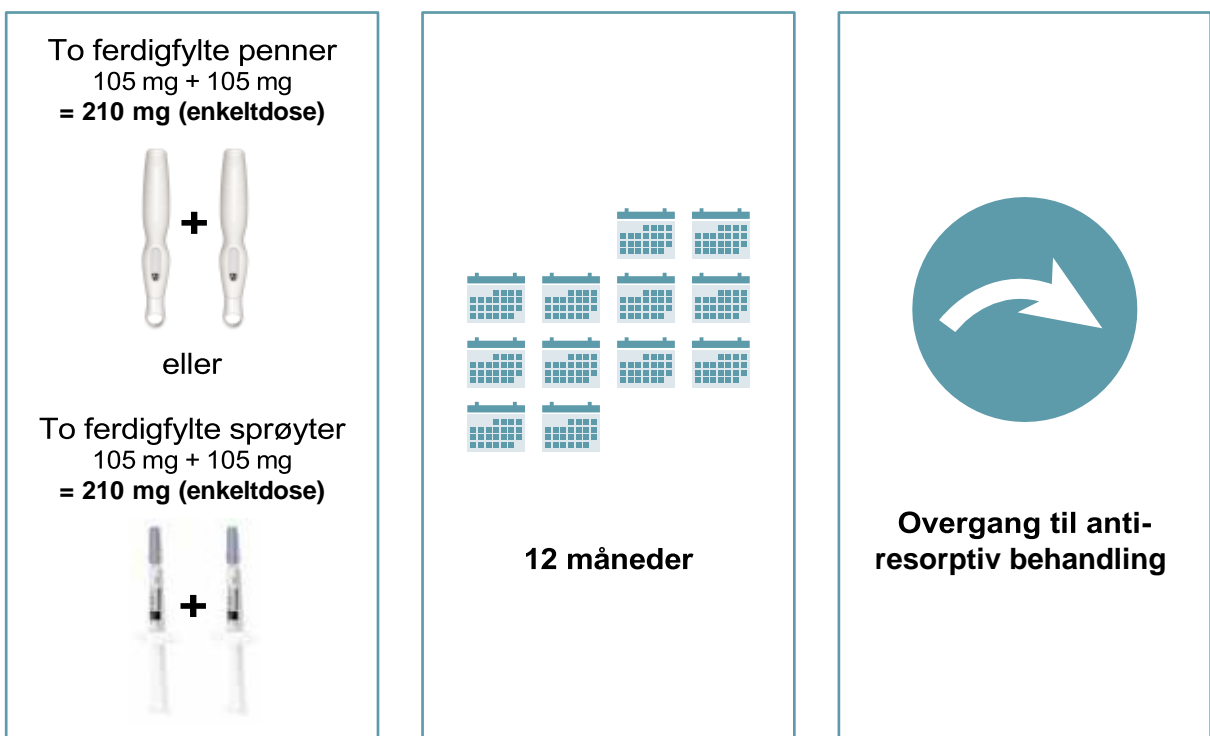 To ferdigfylte penner
105 mg + 105 mg
= 210 mg (enkeltdose)
+
eller
To ferdigfylte sprøyter
105 mg + 105 mg
= 210 mg (enkeltdose)
+
12 måneder
Overgang til anti-
resorptiv behandling